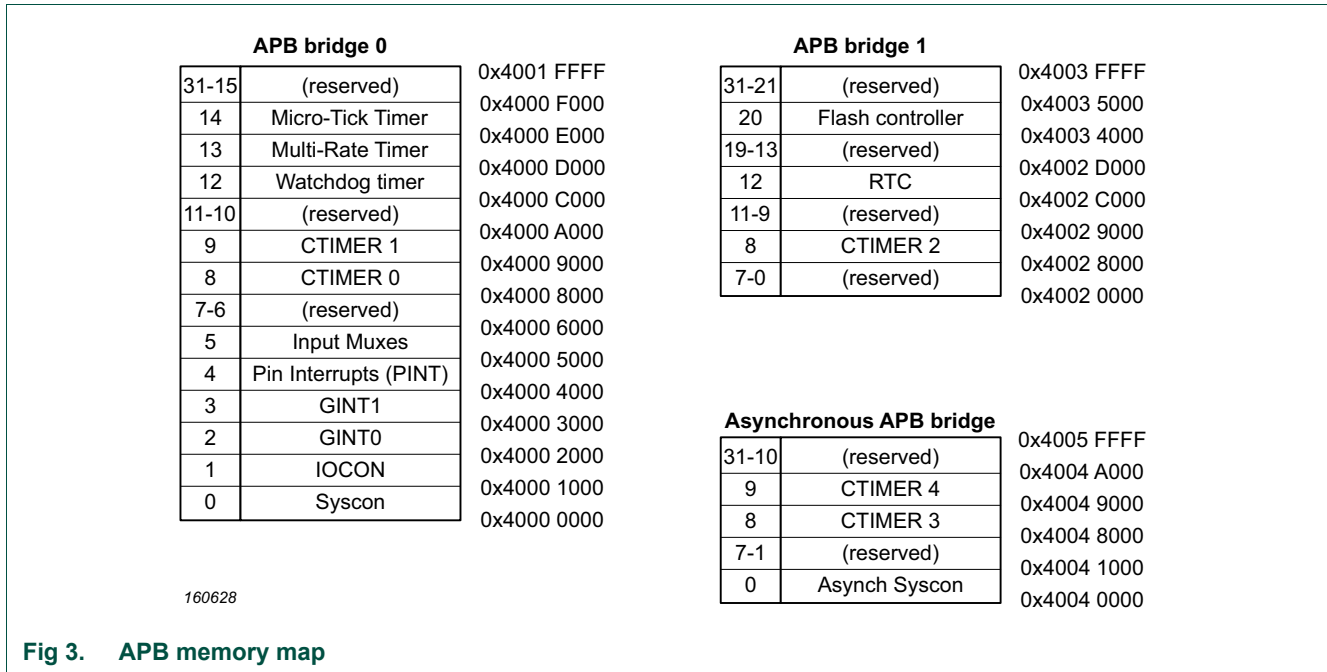 APB bridge 0
0x4001 FFFF
31-15 (reserved)
0x4000 F000
14 Micro-Tick Timer
0x4000 E000
13 Multi-Rate Timer
0x4000 D000
12 Watchdog timer
0x4000 C000
11-10 (reserved)
0x4000 A000
9 CTIMER 1
0x4000 9000
8 CTIMER 0
0x4000 8000
7-6 (reserved)
0x4000 6000
5 Input Muxes
0x4000 5000
4 Pin Interrupts (PINT)
0x4000 4000
3 GINT1
0x4000 3000
2 GINT0
0x4000 2000
1 IOCON
0x4000 1000
0 Syscon
0x4000 0000
APB bridge 1
0x4003 FFFF
31-21 (reserved)
0x4003 5000
20 Flash controller
0x4003 4000
19-13 (reserved)
0x4002 D000
12 RTC
0x4002 C000
11-9 (reserved)
0x4002 9000
8 CTIMER 2
0x4002 8000
7-0 (reserved)
0x4002 0000
Asynchronous APB bridge
0x4005 FFFF
31-10 (reserved)
0x4004 A000
9 CTIMER 4
0x4004 9000
8 CTIMER 3
0x4004 8000
7-1 (reserved)
0x4004 1000
0 Asynch Syscon
0x4004 0000
160628
Fig 3. APB memory map